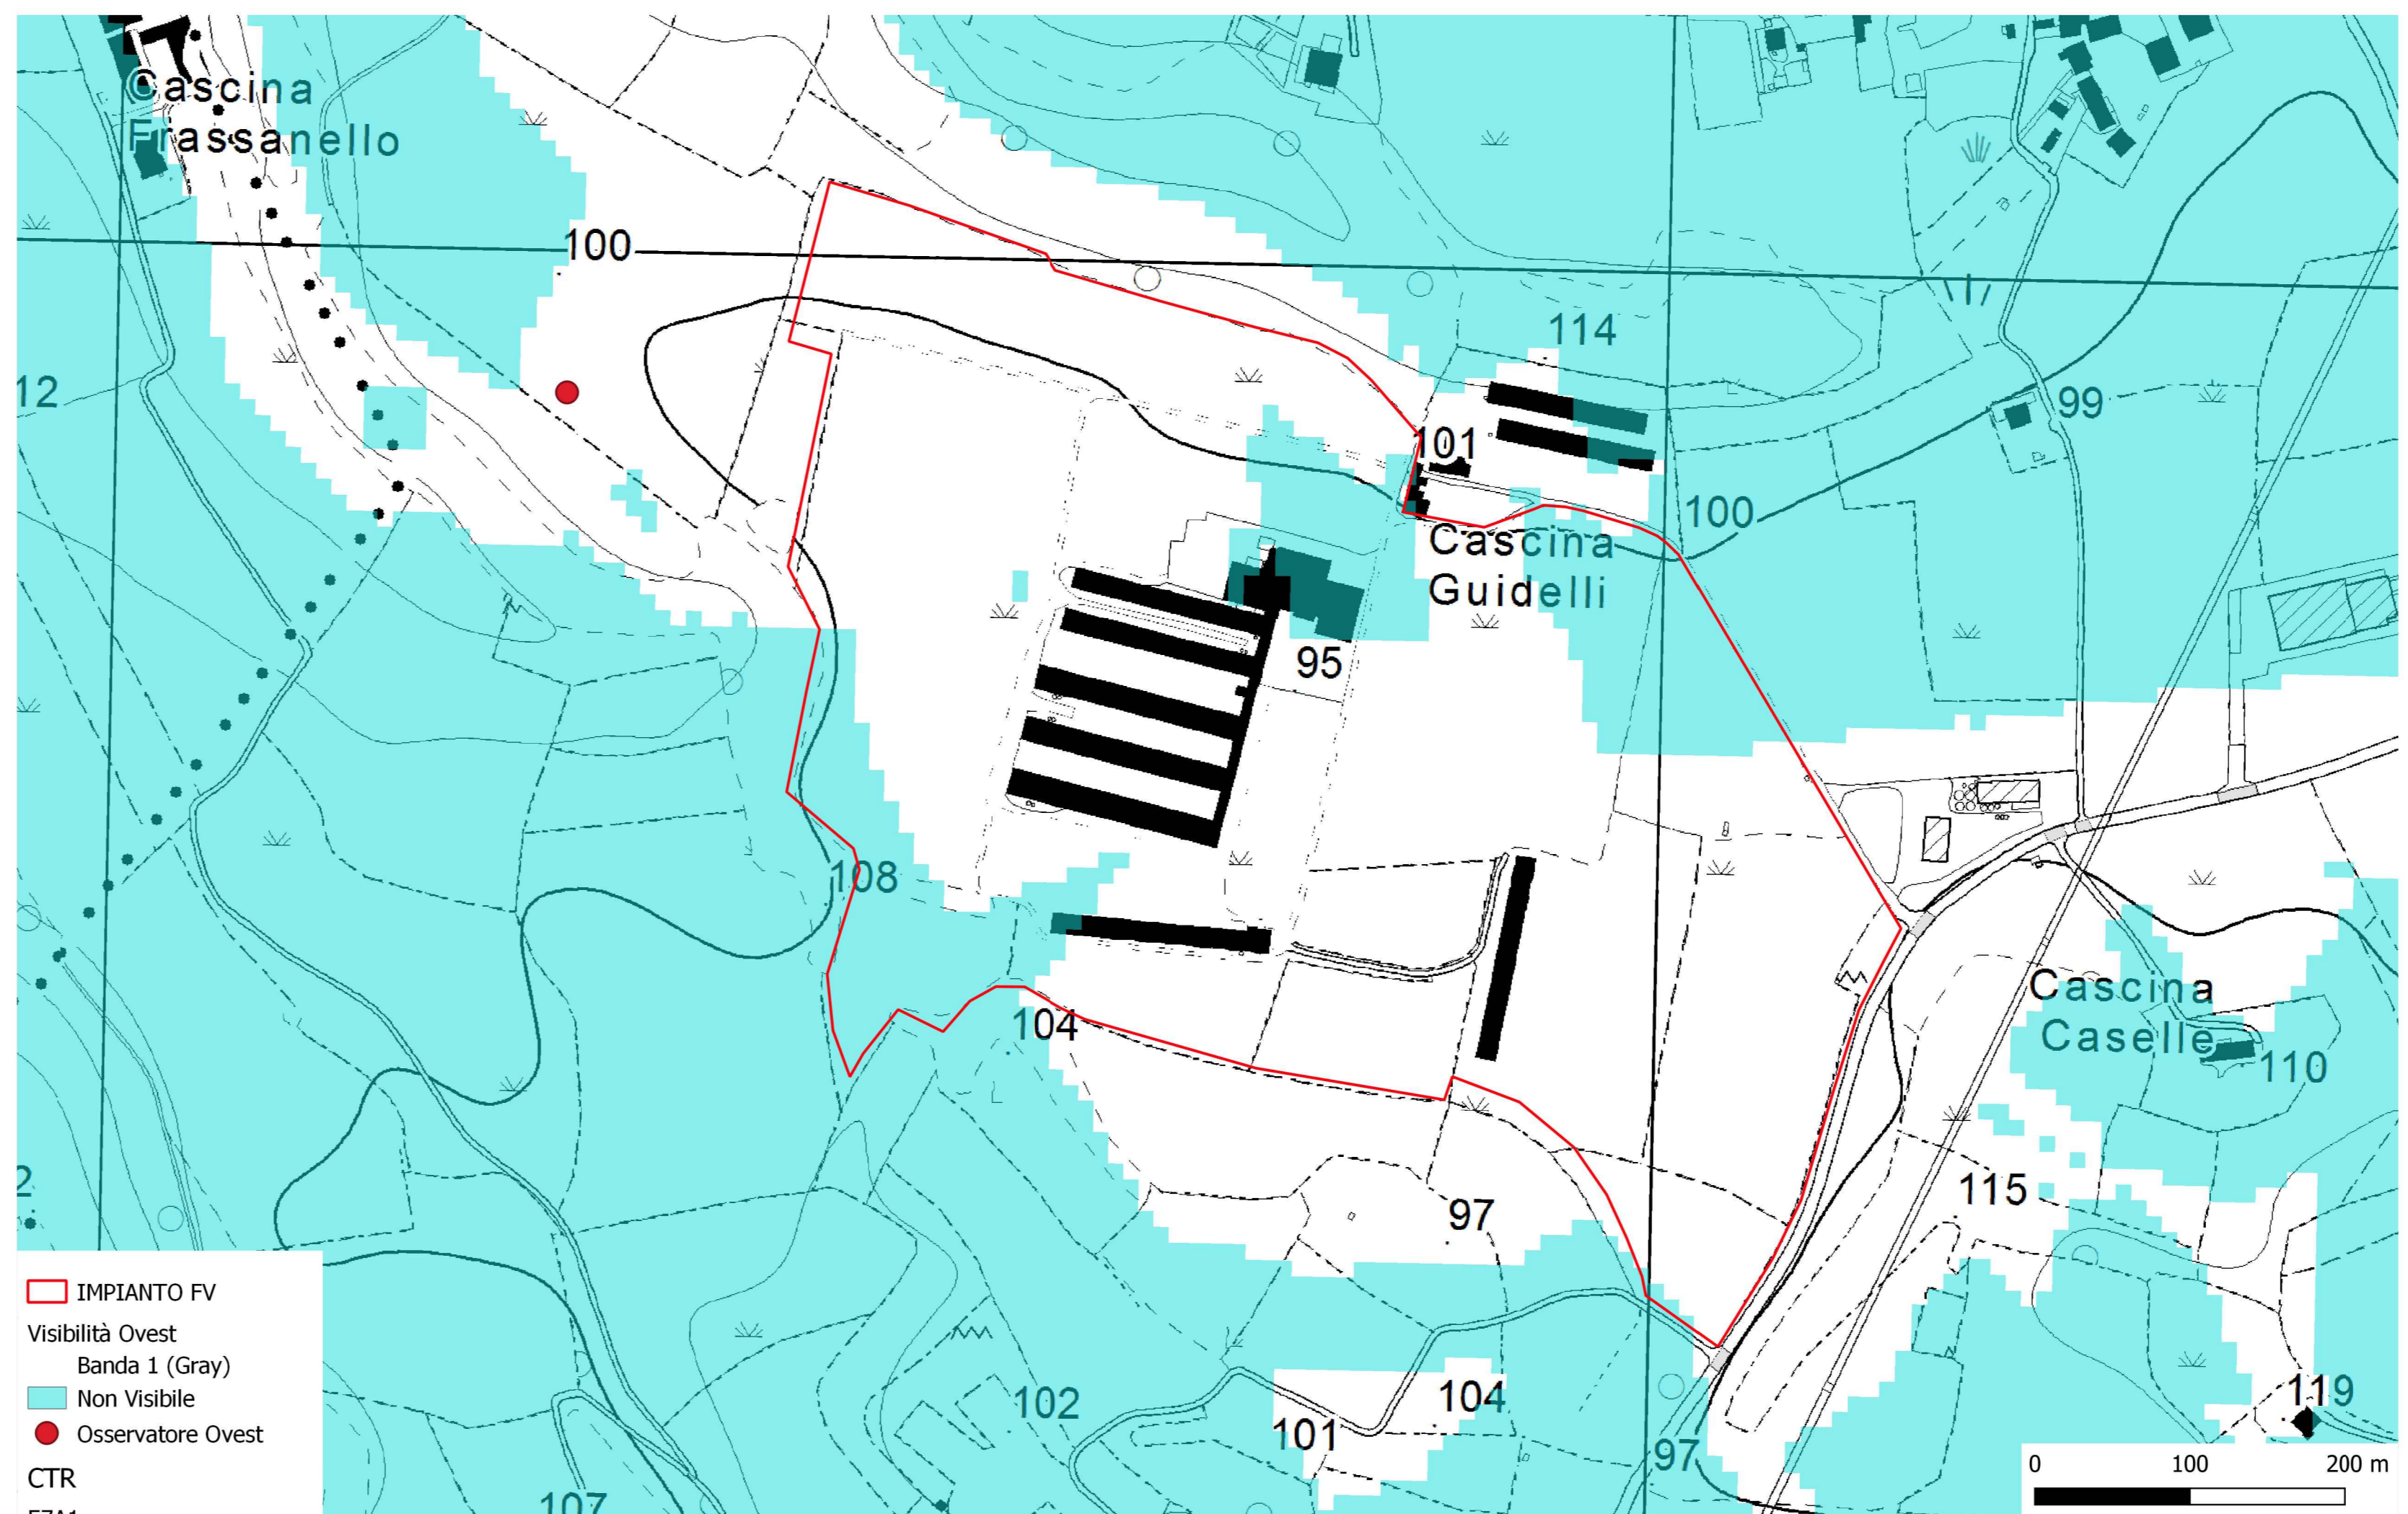 Cascina
Frassanello
100
114
12
99
101
100
Cascina
Guidelli
95
108
Cascina
Caselle
110
104
115
2
97
IMPIANTO FV
Visibilità Ovest
Banda 1 (Gray)
Non Visibile
Osservatore Ovest
CTR
102
104
119
101
97
107
0 100 200 m